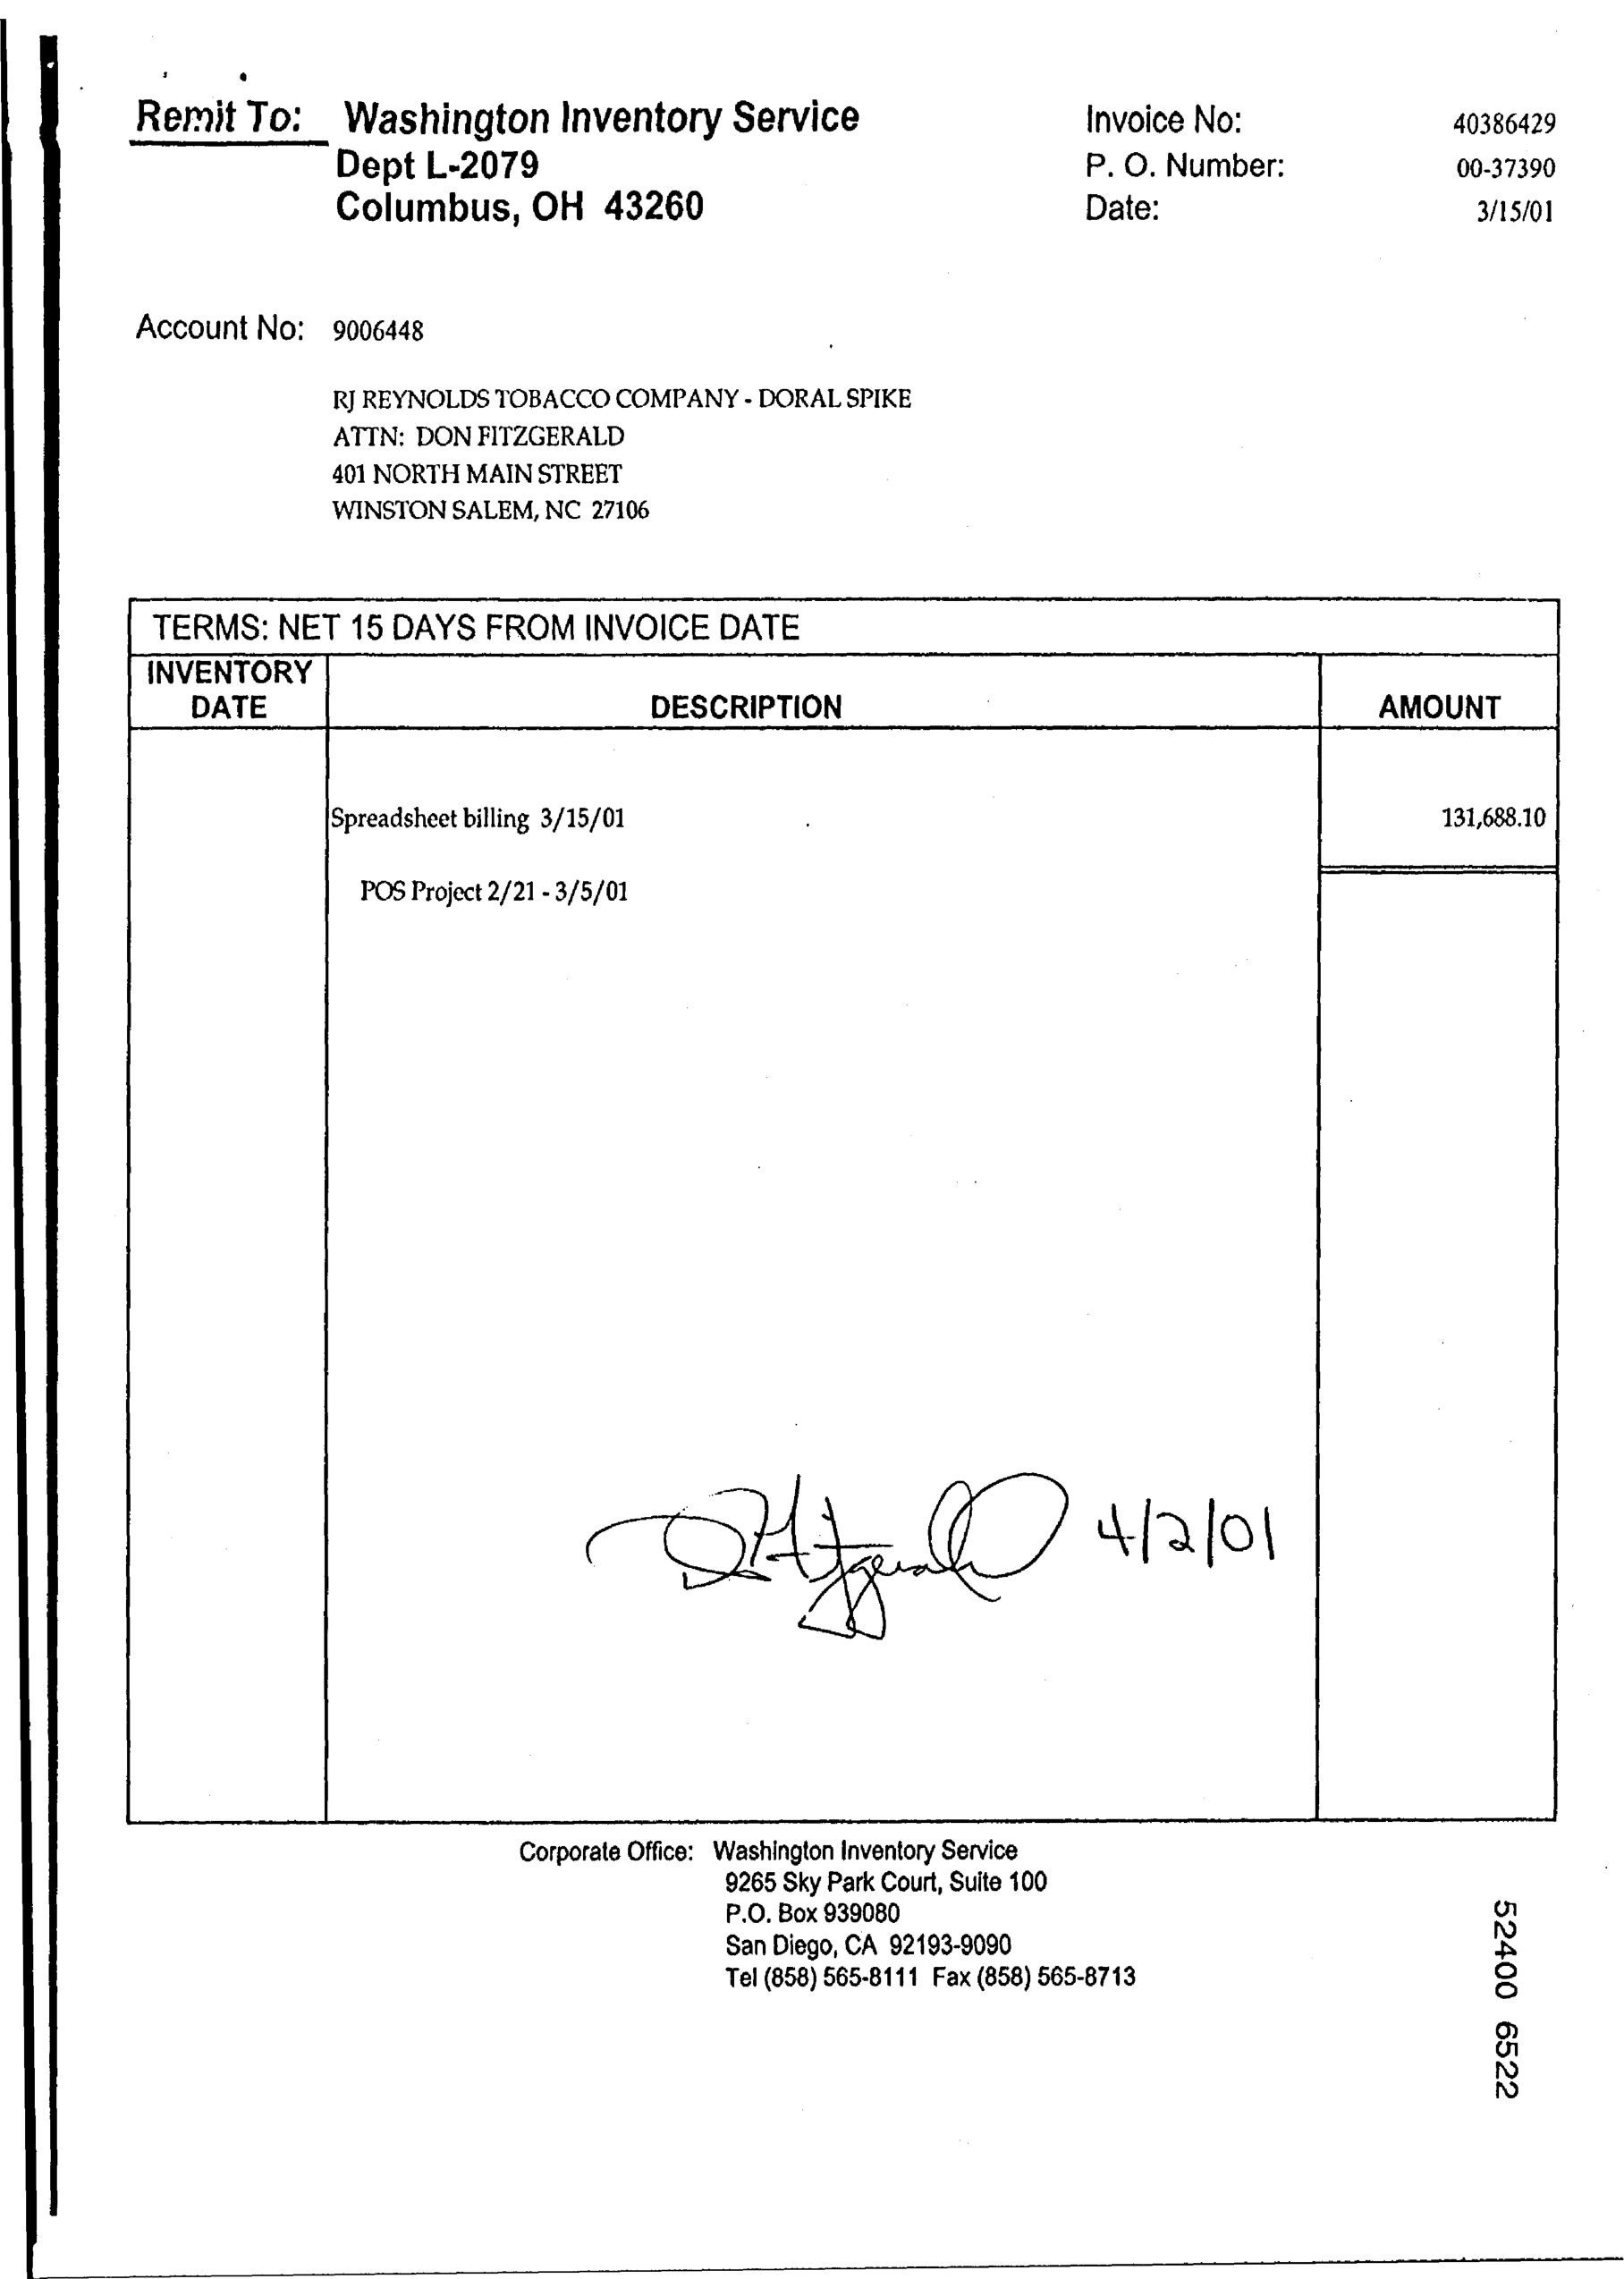 Remit To: Washington Inventory Service
Dept L-2079
Columbus, OH 43260
Invoice No: 40386429
P. O. Number: 00-37390
Date: 3/15/01
Account No: 9006448
RJ REYNOLDS TOBACCO COMPANY - DORAL SPIKE
ATTN: DON FITZGERALD
401 NORTH MAIN STREET
WINSTON SALEM, NC 27106
TERMS: NET 15 DAYS FROM INVOICE DATE
INVENTORY DATE DESCRIPTION AMOUNT
Spreadsheet billing 3/15/01 131,688.10
POS Project 2/21 - 3/5/01
D Fitzgerald 4/2/01
Corporate Office: Washington Inventory Service
9265 Sky Park Court, Suite 100
P.O. Box 939080
San Diego, CA 92193-9090
Tel (858) 565-8111 Fax (858) 565-8713
52400 6522